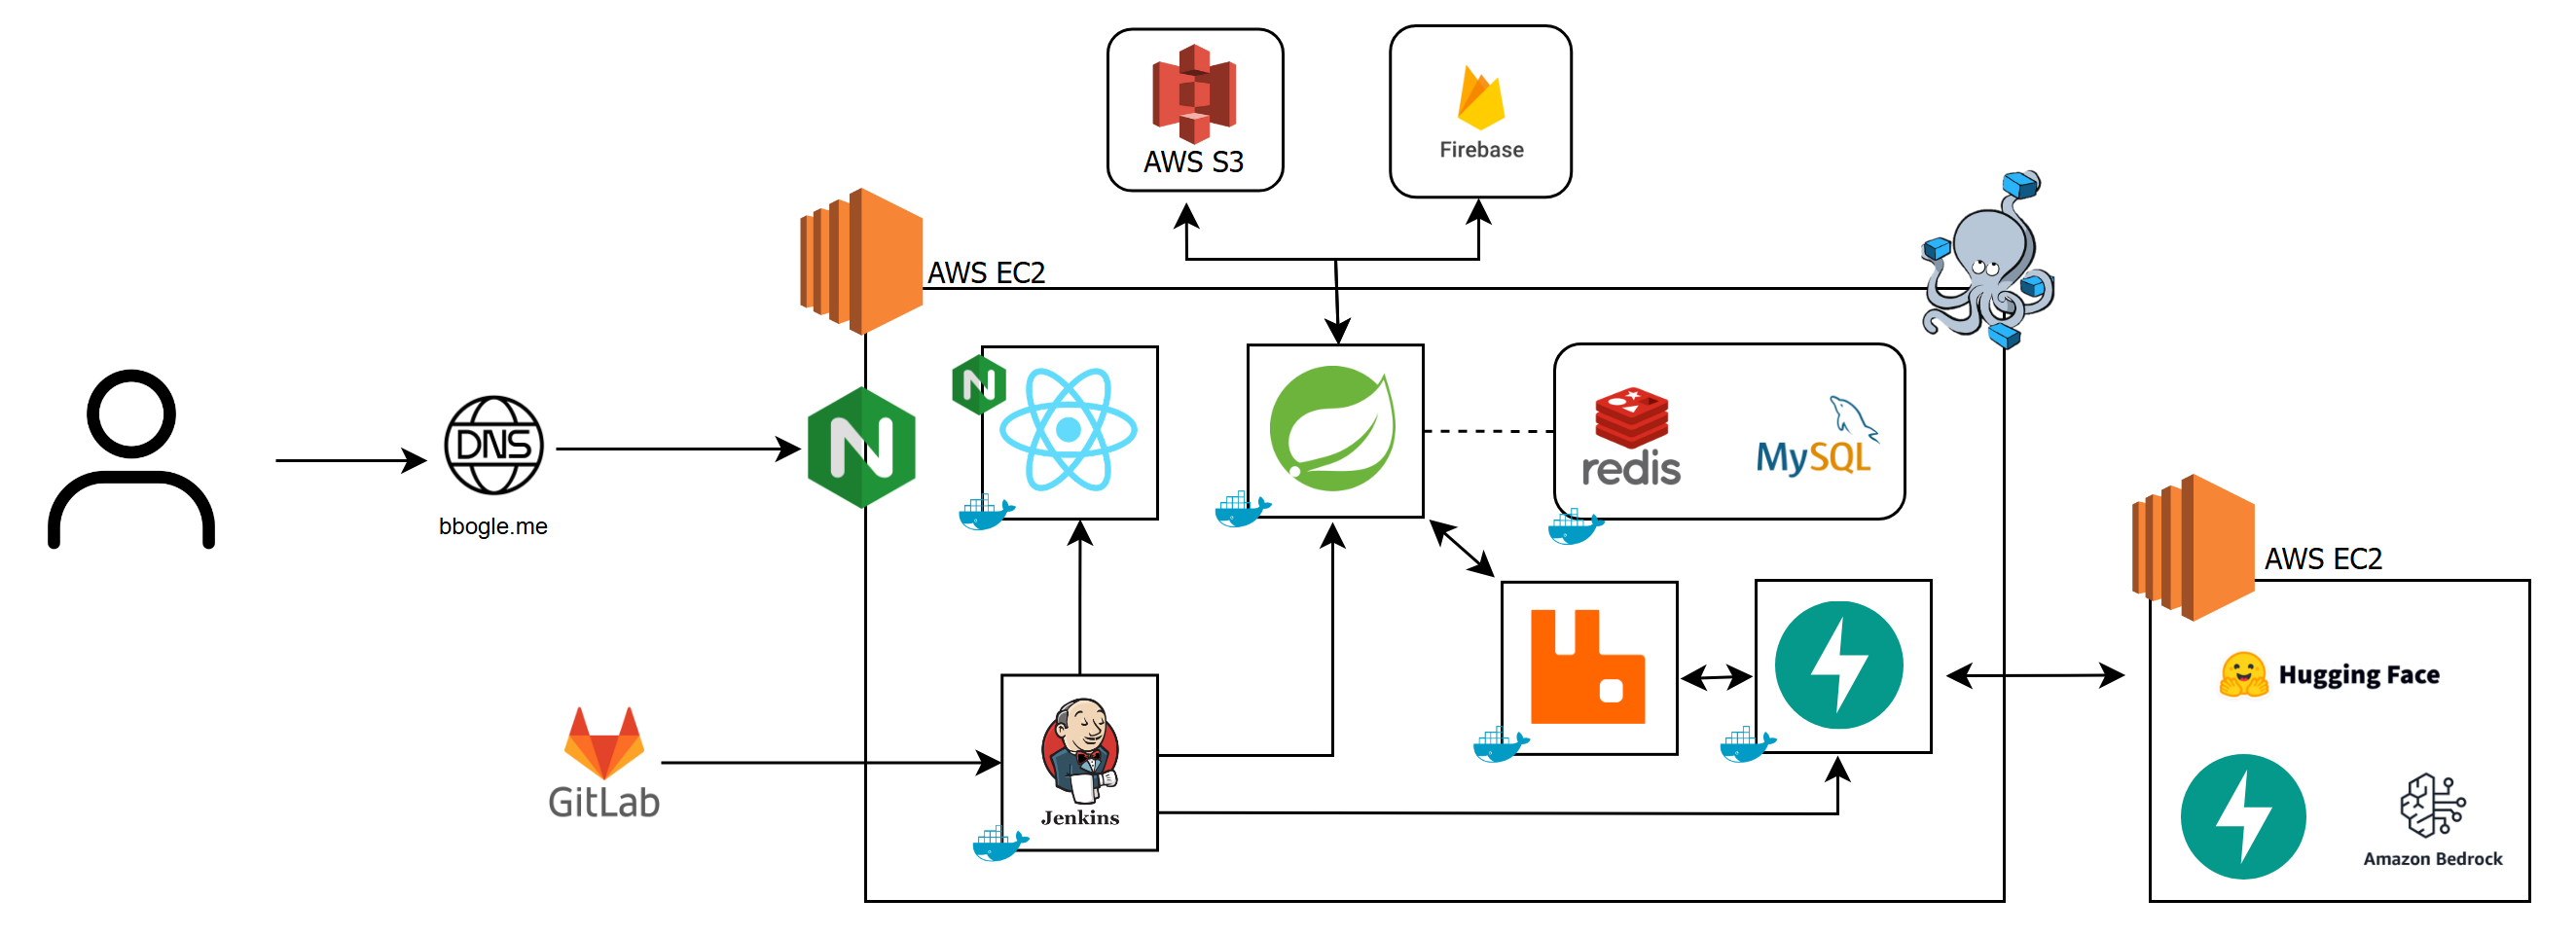 AWS S3
Firebase
AWS EC2
DNS
bbogle.me
N
N
redis
MySQL
AWS EC2
Hugging Face
GitLab
Jenkins
Amazon Bedrock